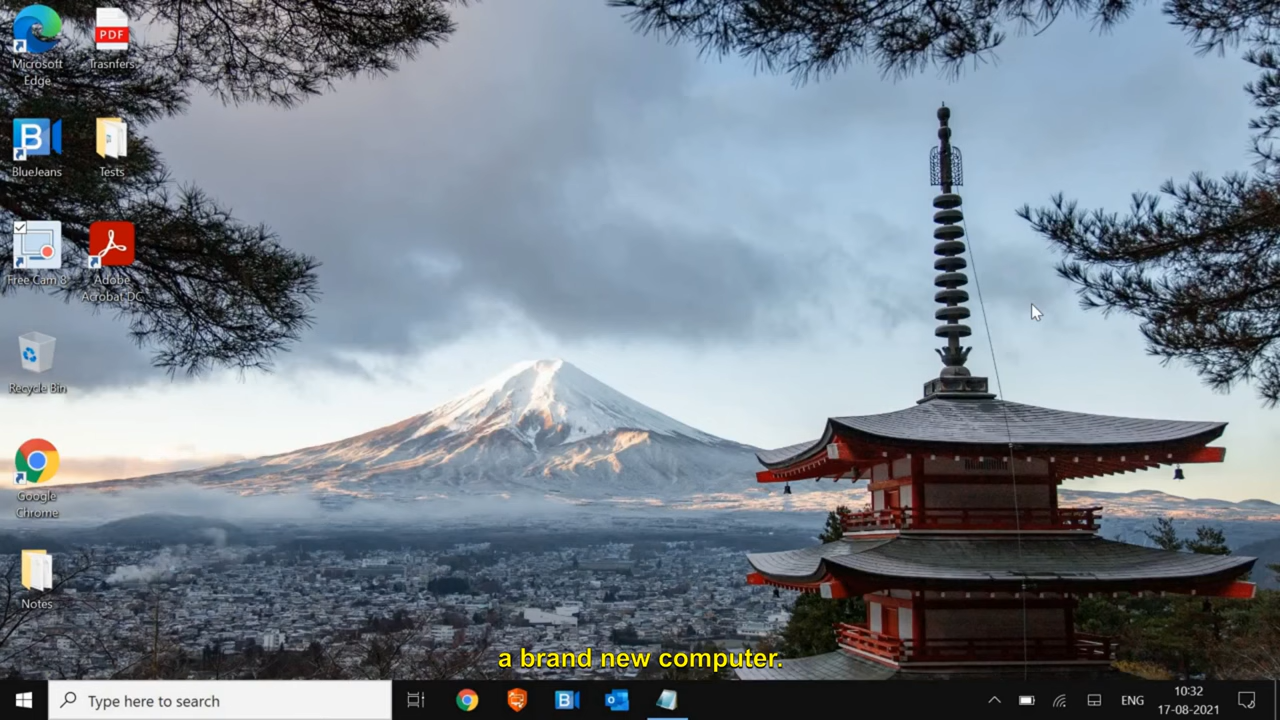 Microsoft
Edge
PDF
Trasnfers
B
BlueJeans
Tests
Free Cam 8
Adobe
Acrobat DC
Recycle Bin
Google
Chrome
Notes
a brand new computer.
Type here to search
B
ENG
10:32
17-08-2021